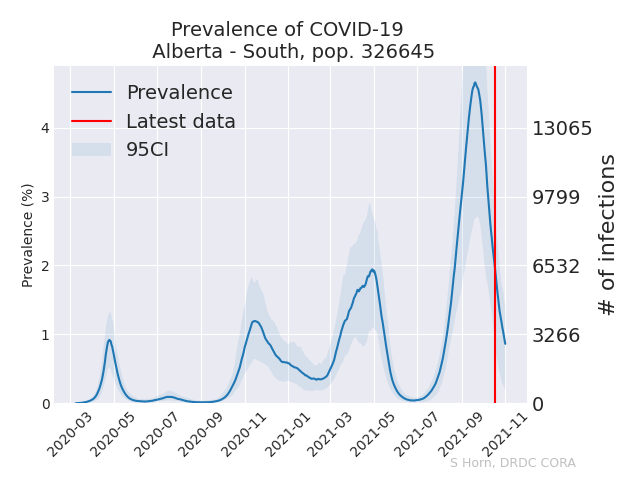 Prevalence of COVID-19
Alberta - South, pop. 326645
Prevalence
Latest data
95CI
Prevalence (%)
4
3
2
1
0
13065
9799
6532
3266
0
# of infections
2020-03
2020-05
2020-07
2020-09
2020-11
2021-01
2021-03
2021-05
2021-07
2021-09
2021-11
S Horn, DRDC CORA